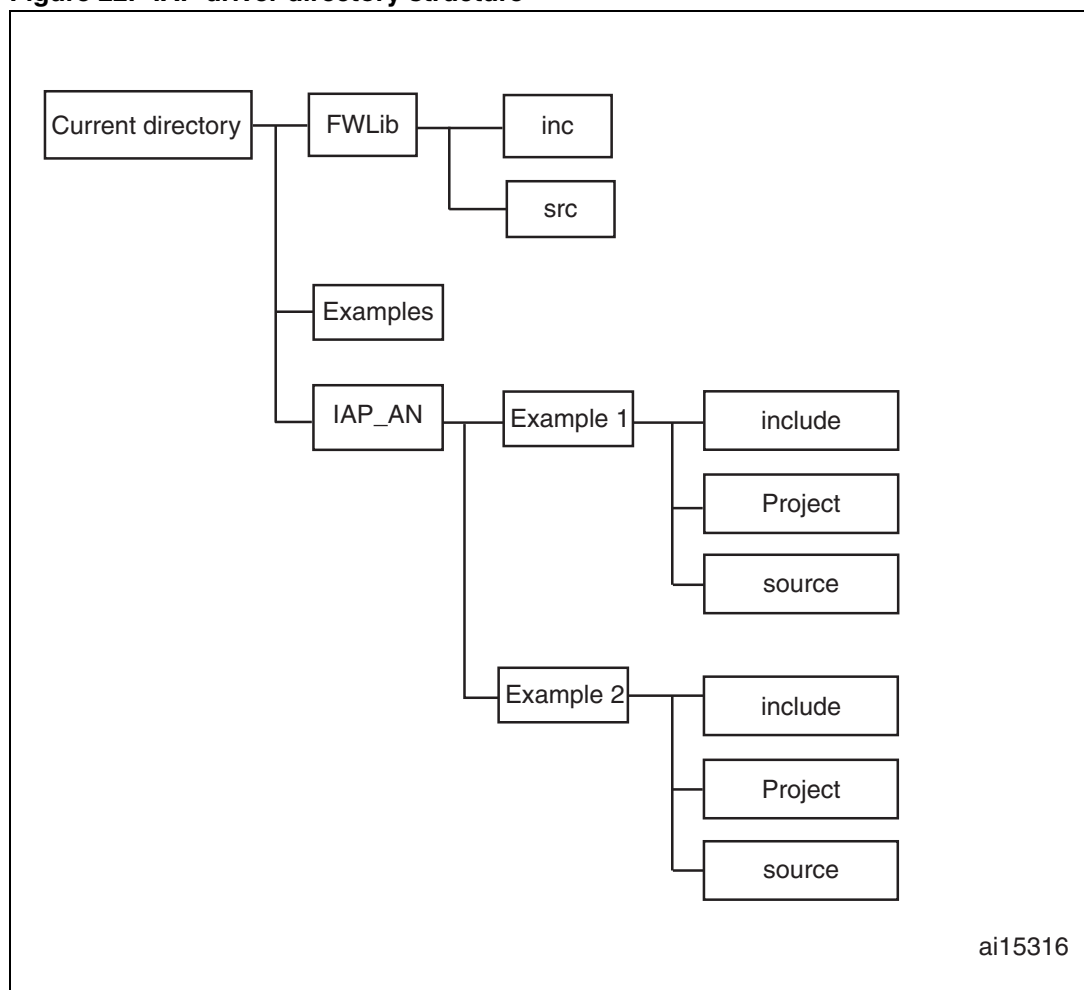 Current directory
FWLib
inc
src
Examples
IAP_AN
Example 1
include
Project
source
Example 2
include
Project
source
ai15316